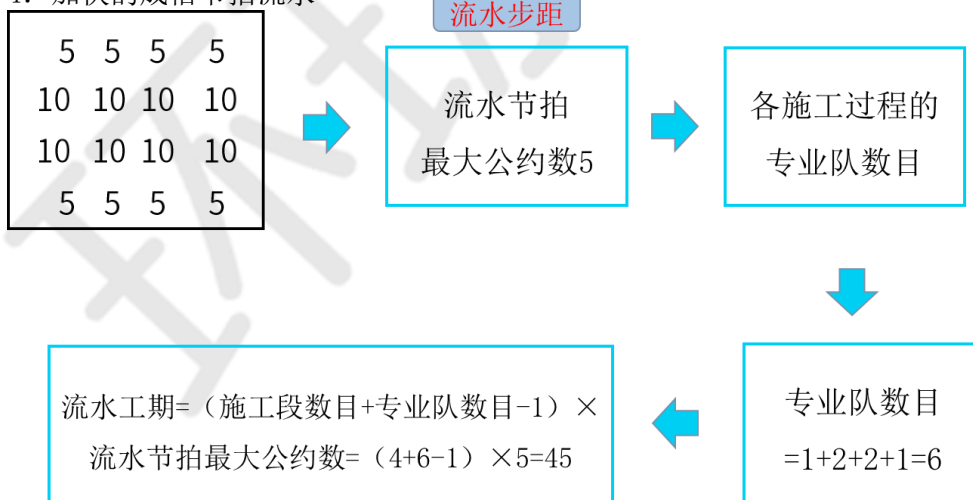 流水步距
5 5 5 5
10 10 10 10
10 10 10 10
5 5 5 5
流水节拍
最大公约数5
各施工过程的
专业队数目
专业队数目
=1+2+2+1=6
流水工期=（施工段数目+专业队数目-1）×
流水节拍最大公约数=（4+6-1）×5=45